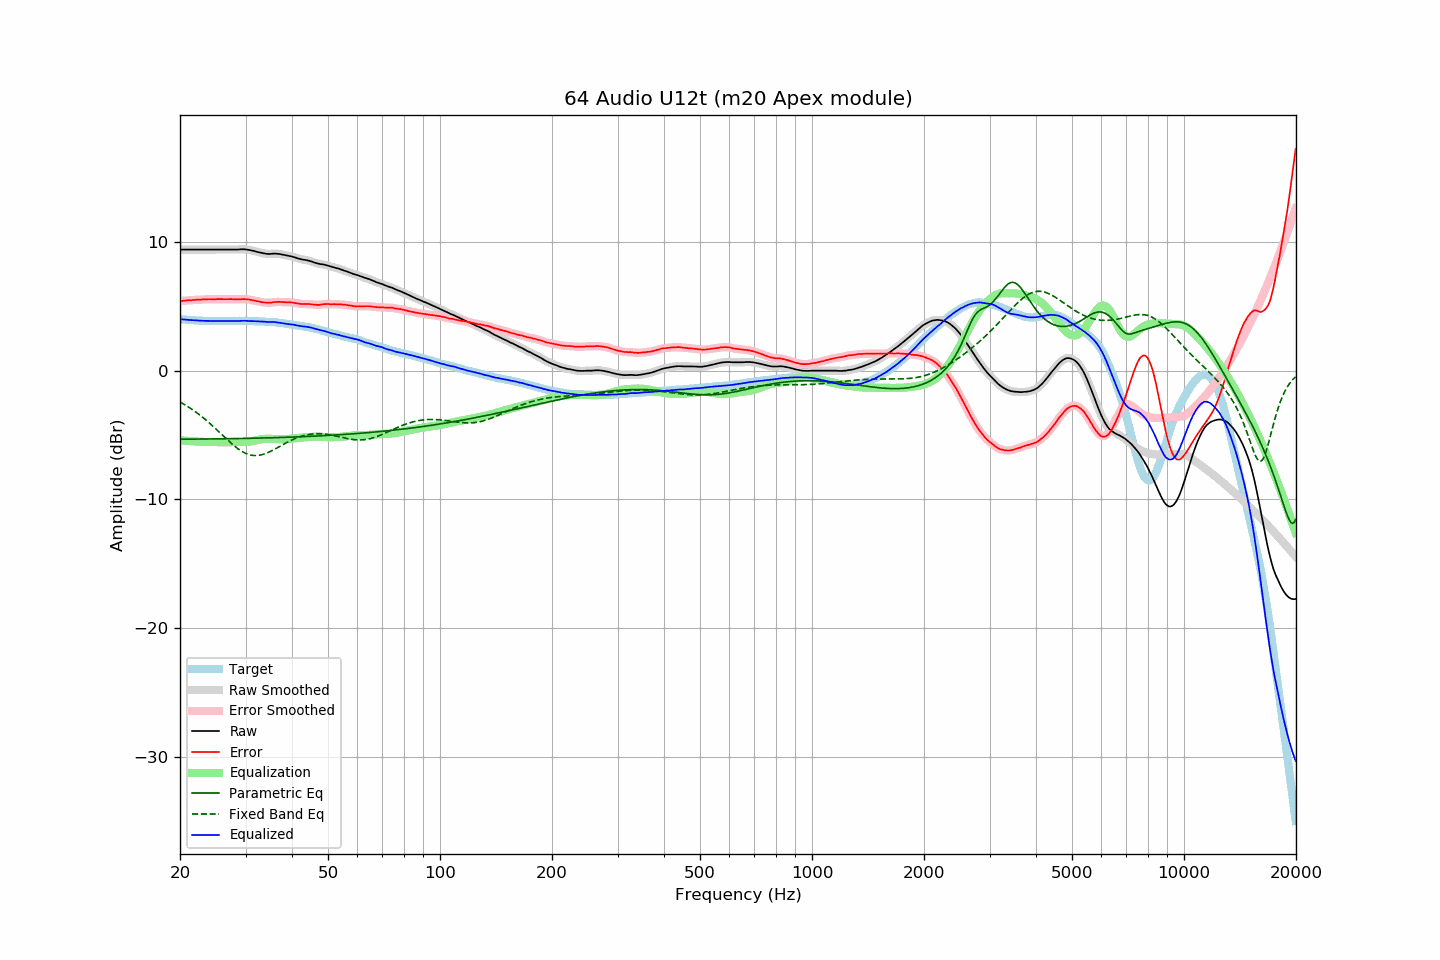 64 Audio U12t (m20 Apex module)
Amplitude (dBr)
10
0
−10
−20
−30
Target
Raw Smoothed
Error Smoothed
Raw
Error
Equalization
Parametric Eq
Fixed Band Eq
Equalized
20 50 100 200 500 1000 2000 5000 10000 20000
Frequency (Hz)